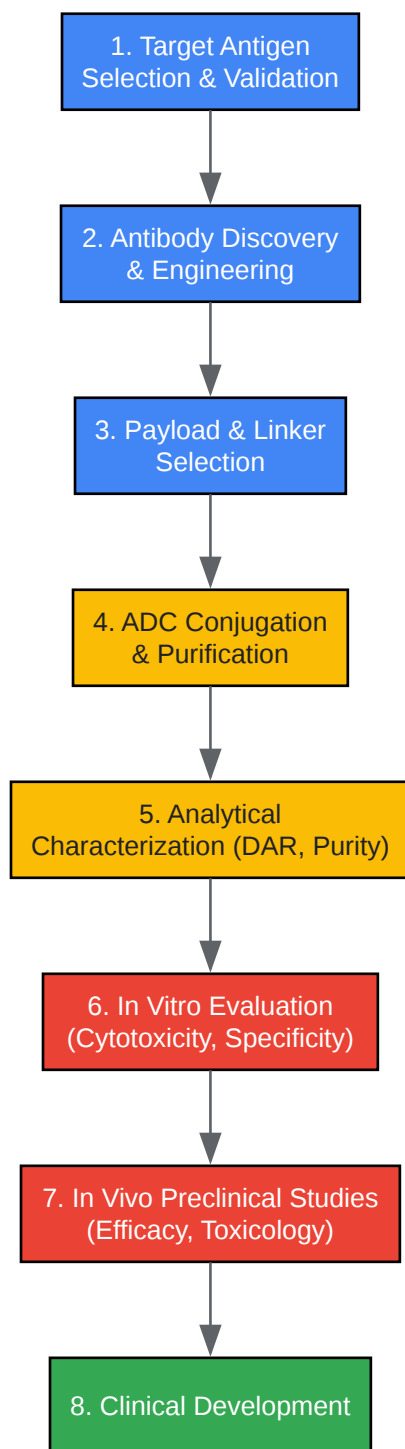 1. Target Antigen
Selection & Validation
2. Antibody Discovery
& Engineering
3. Payload & Linker
Selection
4. ADC Conjugation
& Purification
5. Analytical
Characterization (DAR, Purity)
6. In Vitro Evaluation
(Cytotoxicity, Specificity)
7. In Vivo Preclinical Studies
(Efficacy, Toxicology)
8. Clinical Development